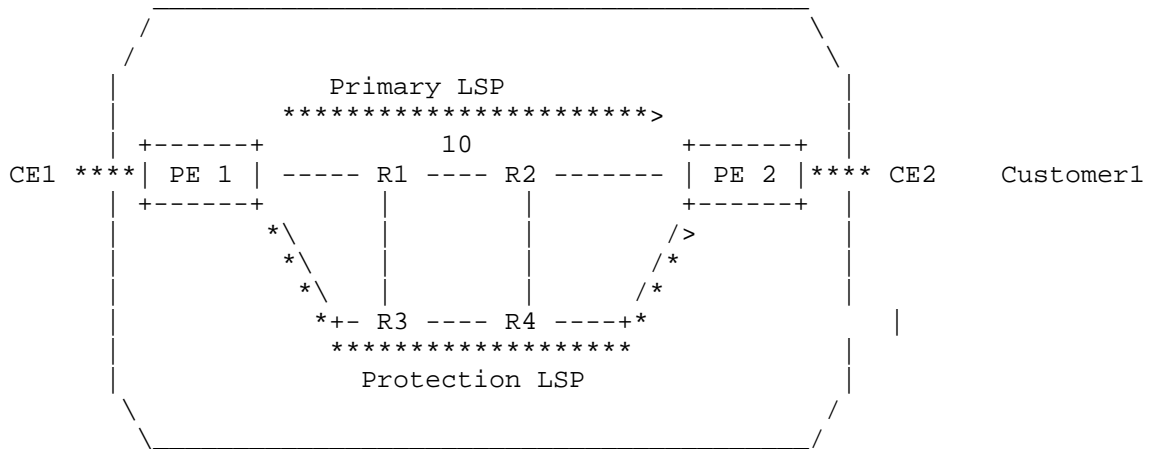 Primary LSP
10
CE1 PE 1 R1 R2 PE 2 CE2 Customer1
R3 R4
Protection LSP